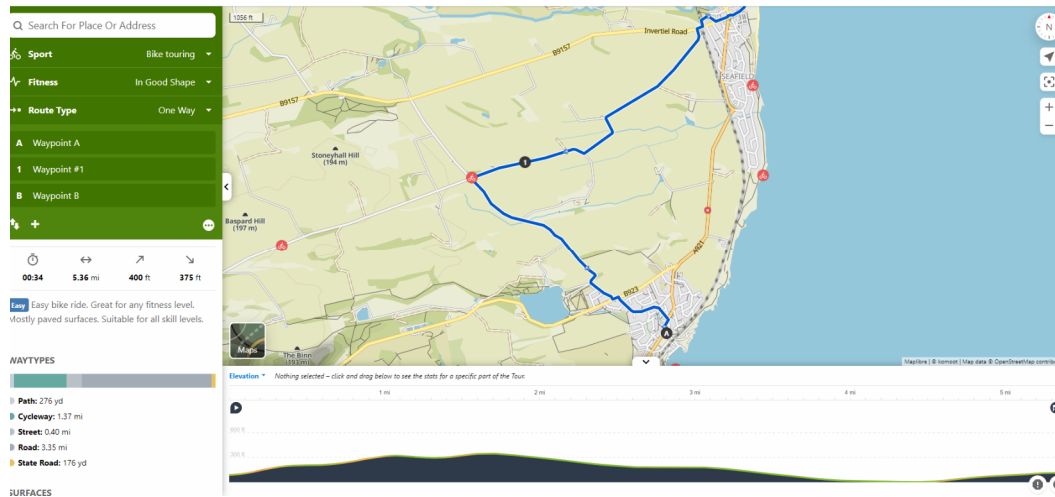 Search For Place Or Address
Sport Bike touring
Fitness In Good Shape
Route Type One Way
A Waypoint A
1 Waypoint #1
B Waypoint B
00:34 5.36 mi 400 ft 375 ft
Easy Easy bike ride. Great for any fitness level.
Mostly paved surfaces. Suitable for all skill levels.
WAYTYPES
Path: 276 yd
Cycleway: 1.37 mi
Street: 0.40 mi
Road: 3.35 mi
State Road: 176 yd
SURFACES
1056 ft
Invertiel Road
B9157
SEAFIELD
B9157
Stoneyhall Hill
(194 m)
1
Baspard Hill
(197 m)
A921
B923
A
The Binn
(193 m)
Maps
N
Maplibre | © komoot | Map data © OpenStreetMap contrib
Elevation Nothing selected – click and drag below to see the stats for a specific part of the Tour.
1 mi 2 mi 3 mi 4 mi 5 mi
600 ft
300 ft